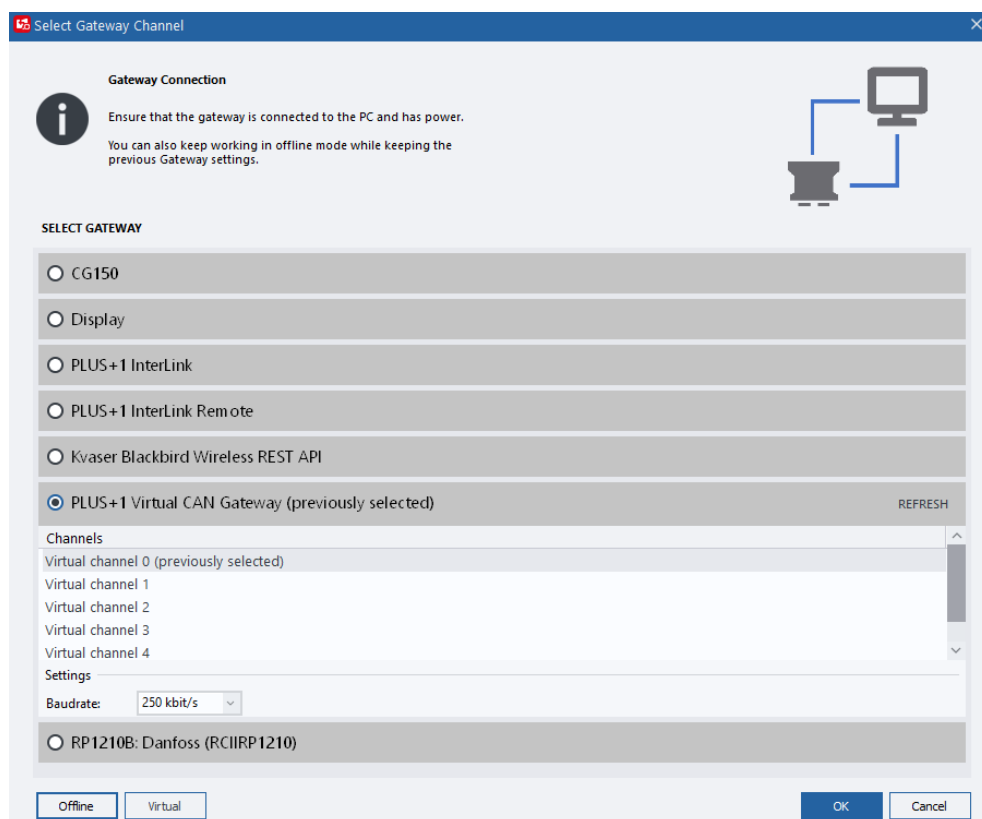 Select Gateway Channel
Gateway Connection
Ensure that the gateway is connected to the PC and has power.
You can also keep working in offline mode while keeping the
previous Gateway settings.
SELECT GATEWAY
CG150
Display
PLUS+1 InterLink
PLUS+1 InterLink Remote
Kvaser Blackbird Wireless REST API
PLUS+1 Virtual CAN Gateway (previously selected) REFRESH
Channels
Virtual channel 0 (previously selected)
Virtual channel 1
Virtual channel 2
Virtual channel 3
Virtual channel 4
Settings
Baudrate: 250 kbit/s
RP1210B: Danfoss (RCIIRP1210)
Offline Virtual OK Cancel